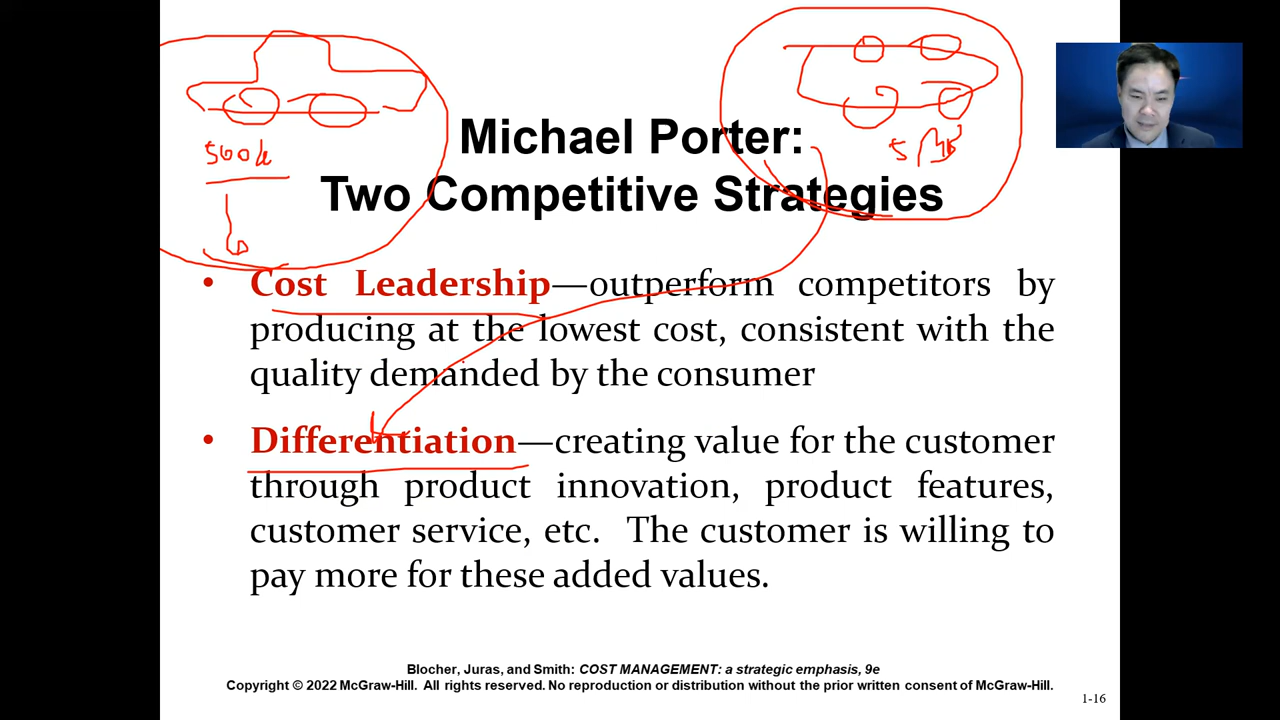 500k
Michael Porter:
Two Competitive Strategies
• Cost Leadership—outperform competitors by
producing at the lowest cost, consistent with the
quality demanded by the consumer
• Differentiation—creating value for the customer
through product innovation, product features,
customer service, etc. The customer is willing to
pay more for these added values.
Blocher, Juras, and Smith: COST MANAGEMENT: a strategic emphasis, 9e
Copyright © 2022 McGraw-Hill. All rights reserved. No reproduction or distribution without the prior written consent of McGraw-Hill.
1-16